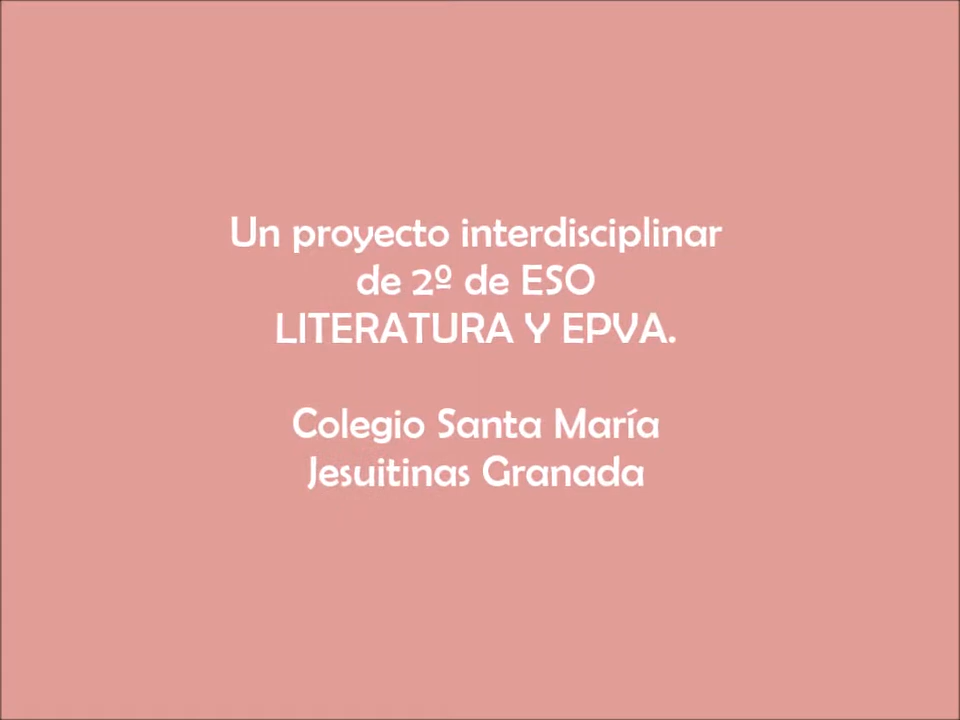 Un proyecto interdisciplinar
de 2º de ESO
LITERATURA Y EPVA.
Colegio Santa María
Jesuitinas Granada